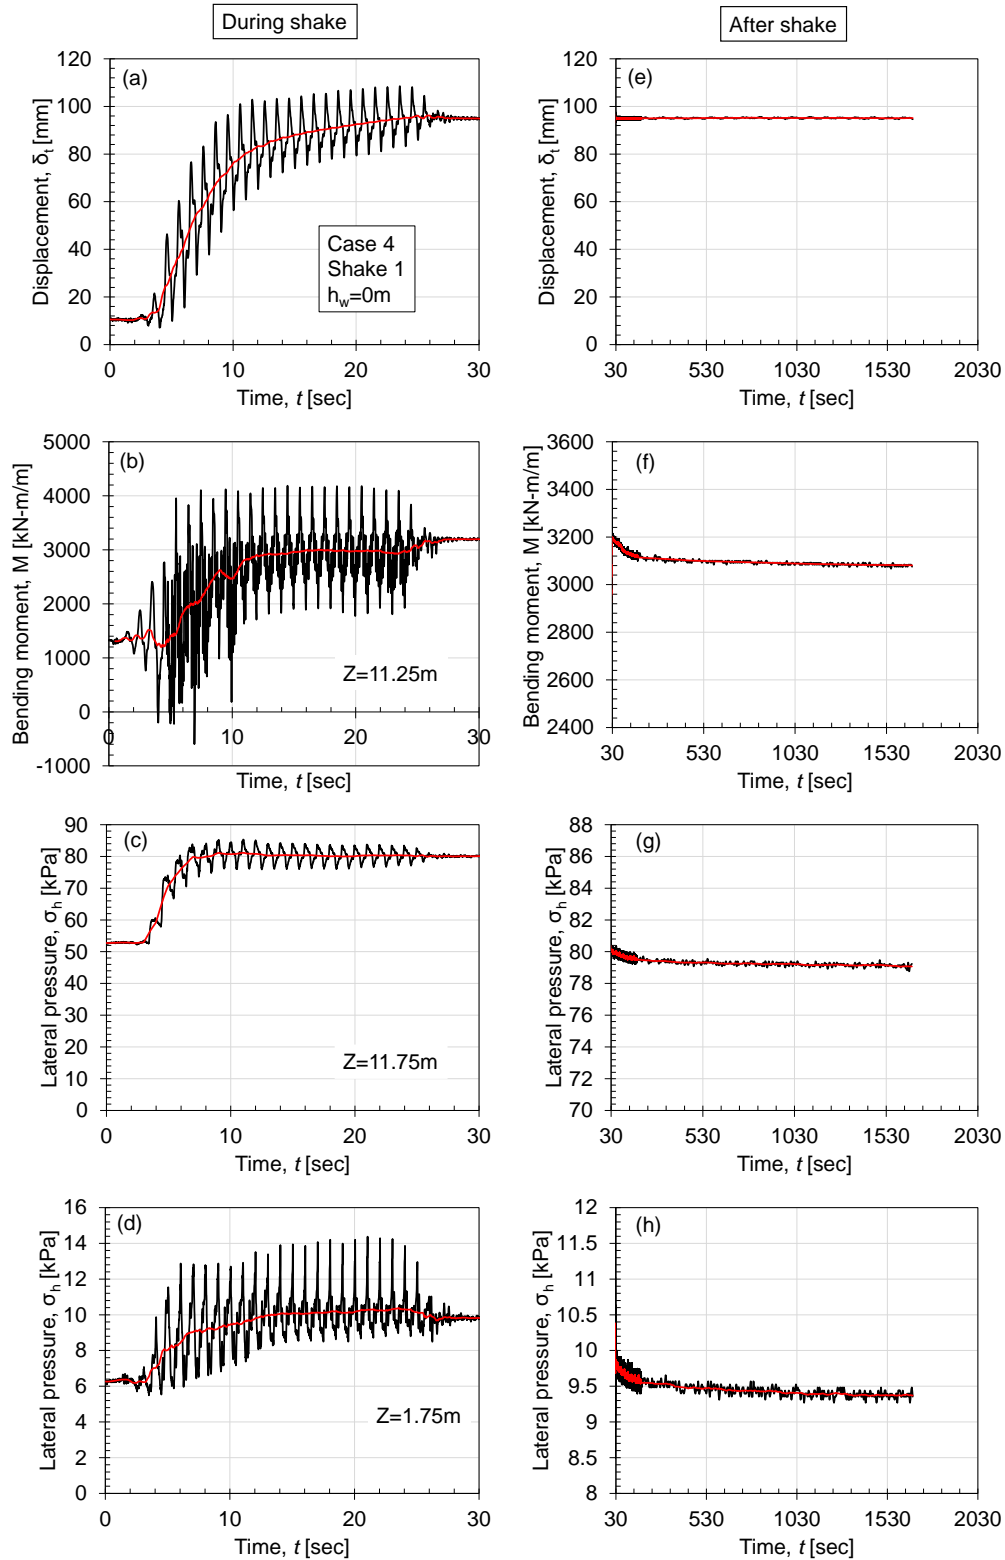 During shake
After shake
(a)
120
100
80
60
40
20
0
Displacement, δt [mm]
Case 4
Shake 1
hw=0m
0 10 20 30
Time, t [sec]
(e)
120
100
80
60
40
20
0
Displacement, δt [mm]
30 530 1030 1530 2030
Time, t [sec]
(b)
5000
4000
3000
2000
1000
0
-1000
Bending moment, M [kN-m/m]
Z=11.25m
0 10 20 30
Time, t [sec]
(f)
3600
3400
3200
3000
2800
2600
2400
Bending moment, M [kN-m/m]
30 530 1030 1530 2030
Time, t [sec]
(c)
90
80
70
60
50
40
30
20
10
0
Lateral pressure, σh [kPa]
Z=11.75m
0 10 20 30
Time, t [sec]
(g)
88
86
84
82
80
78
76
74
72
70
Lateral pressure, σh [kPa]
30 530 1030 1530 2030
Time, t [sec]
(d)
16
14
12
10
8
6
4
2
0
Lateral pressure, σh [kPa]
Z=1.75m
0 10 20 30
Time, t [sec]
(h)
12
11.5
11
10.5
10
9.5
9
8.5
8
Lateral pressure, σh [kPa]
30 530 1030 1530 2030
Time, t [sec]